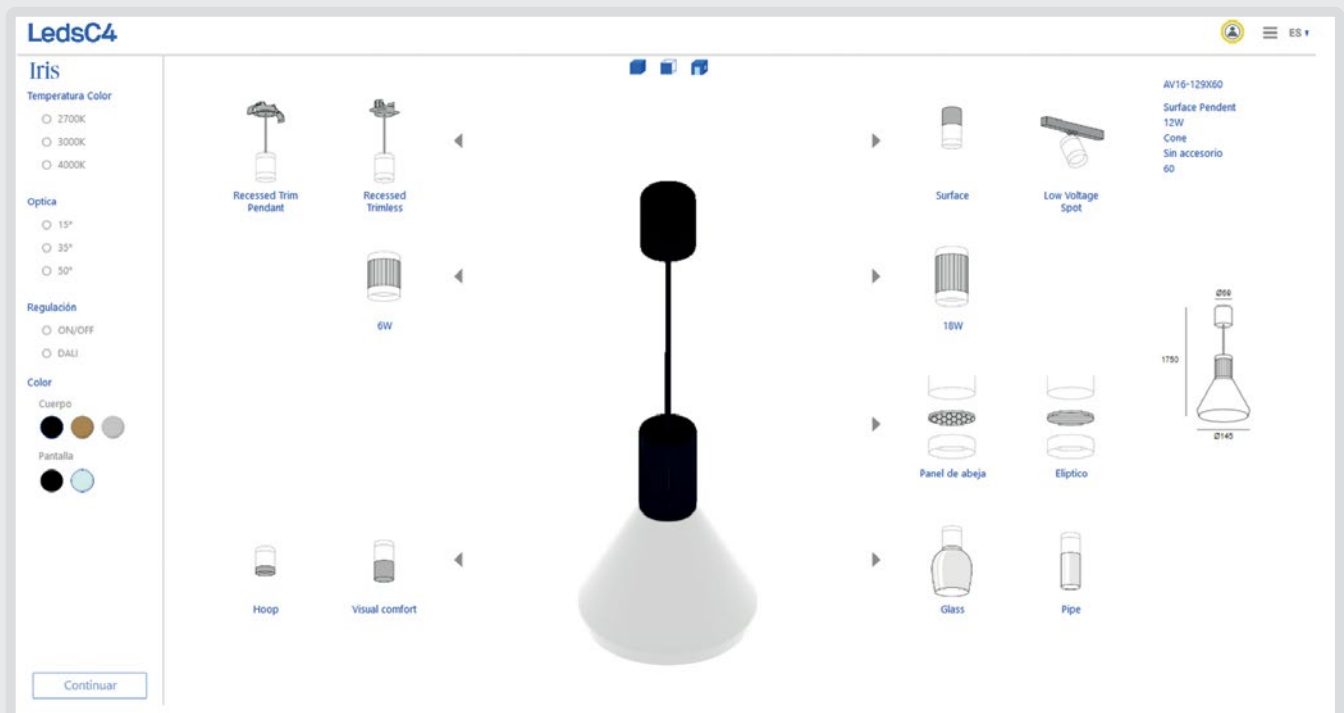 LedsC4
ES
Iris
Temperatura Color
2700K
3000K
4000K
Optica
15°
35°
50°
Regulación
ON/OFF
DALI
Color
Cuerpo
Pantalla
Continuar
Recessed Trim
Pendant
Recessed
Trimless
Surface
Low Voltage
Spot
6W
18W
Panel de abeja
Eliptico
Hoop
Visual comfort
Glass
Pipe
AV16-129X60
Surface Pendent
12W
Cone
Sin accesorio
60
1750
Ø145